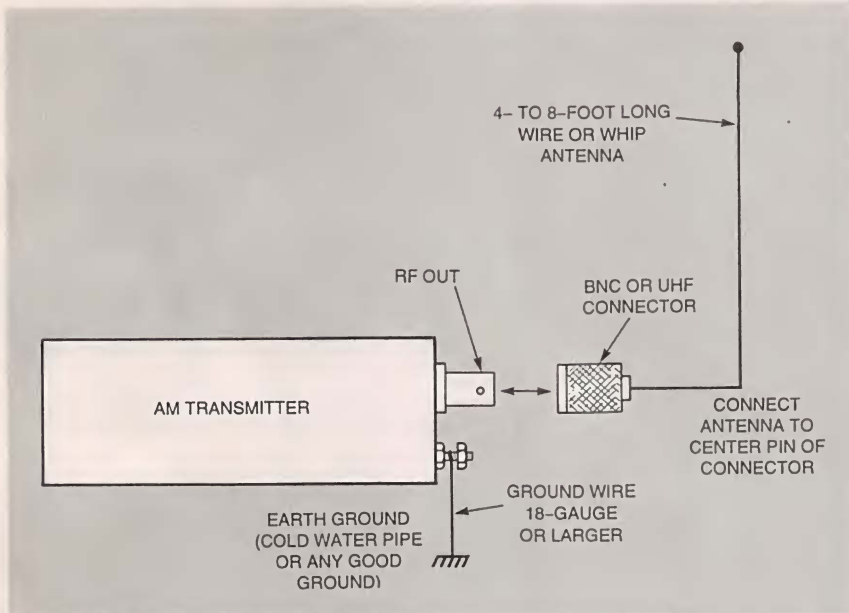 4– TO 8–FOOT LONG
WIRE OR WHIP
ANTENNA
RF OUT
BNC OR UHF
CONNECTOR
AM TRANSMITTER
CONNECT
ANTENNA TO
CENTER PIN OF
CONNECTOR
GROUND WIRE
18–GAUGE
OR LARGER
EARTH GROUND
(COLD WATER PIPE
OR ANY GOOD
GROUND)